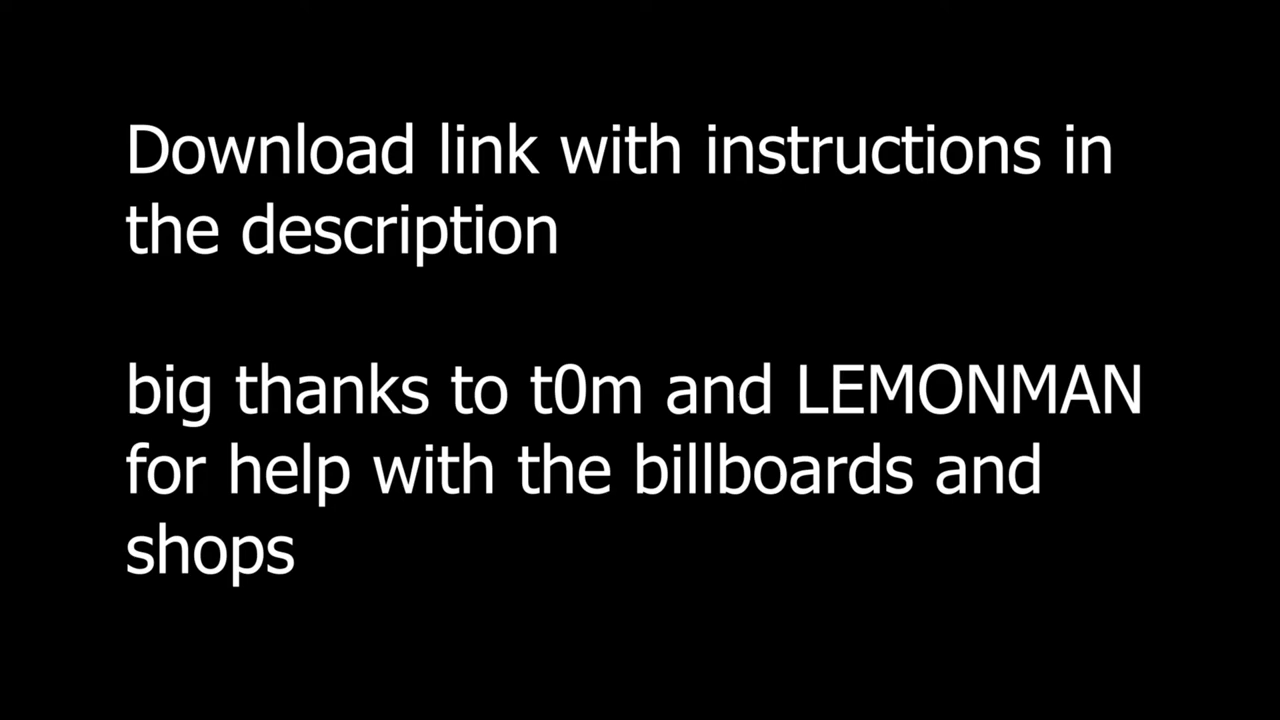 Download link with instructions in
the description
big thanks to t0m and LEMONMAN
for help with the billboards and
shops